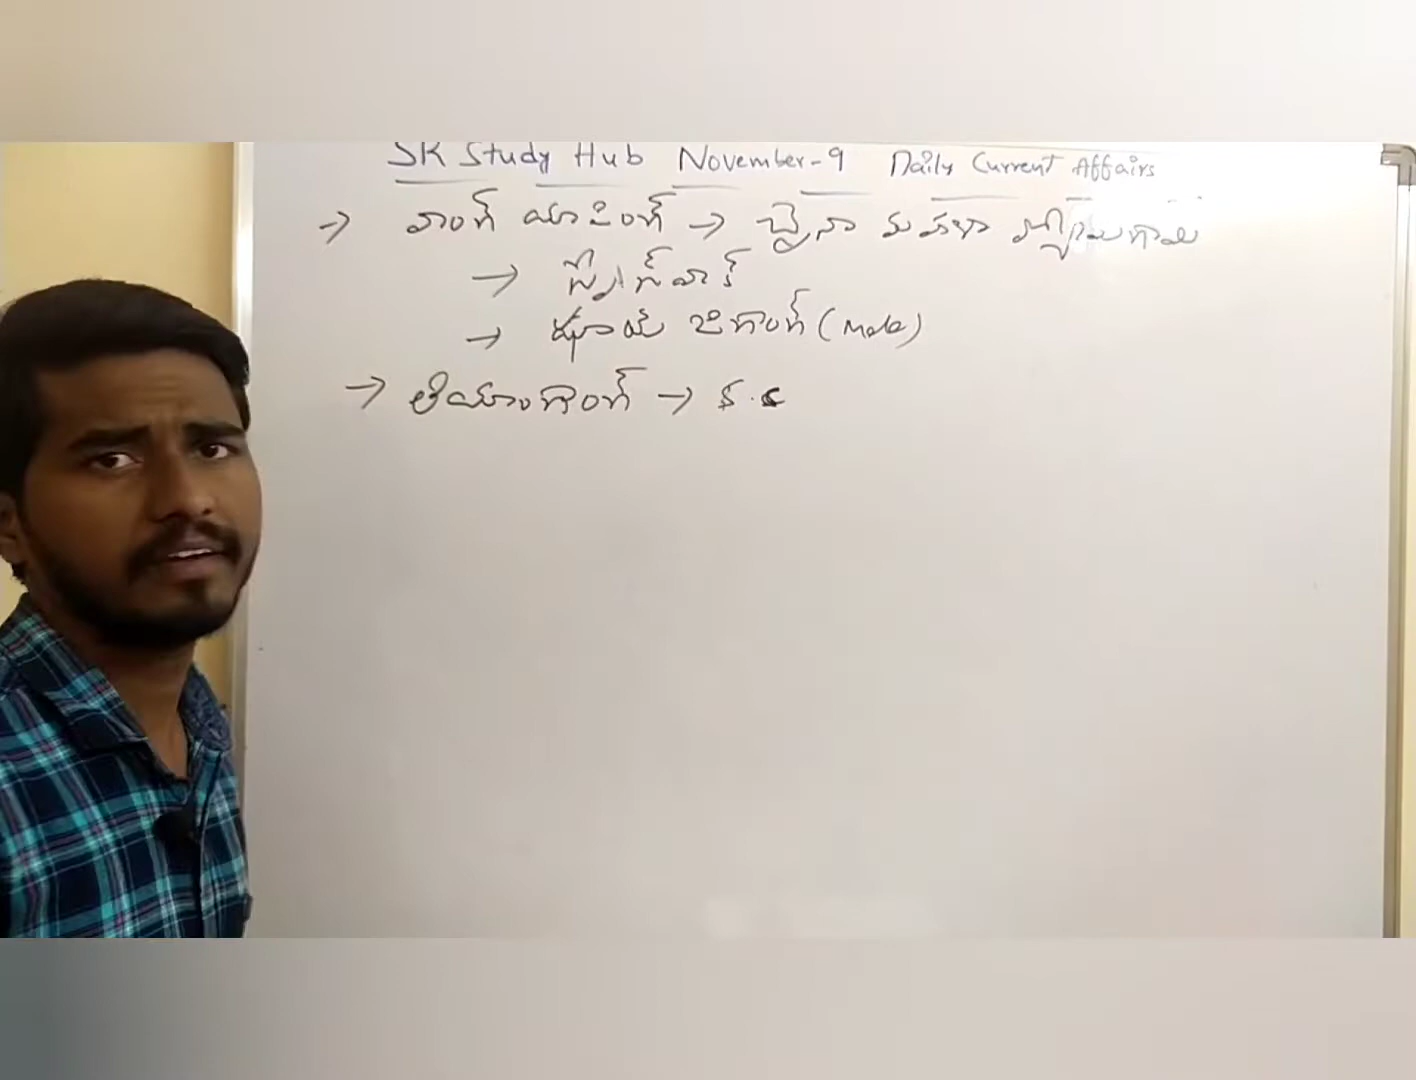 SK Study Hub November-9 Daily Current Affairs
→ వాంగ్ యాపింగ్ → చైనా మహిళా వ్యోమగామి
→ స్పేస్ వాక్
→ ఝాయ్ జిగాంగ్ (Male)
→ తియాంగాంగ్ →